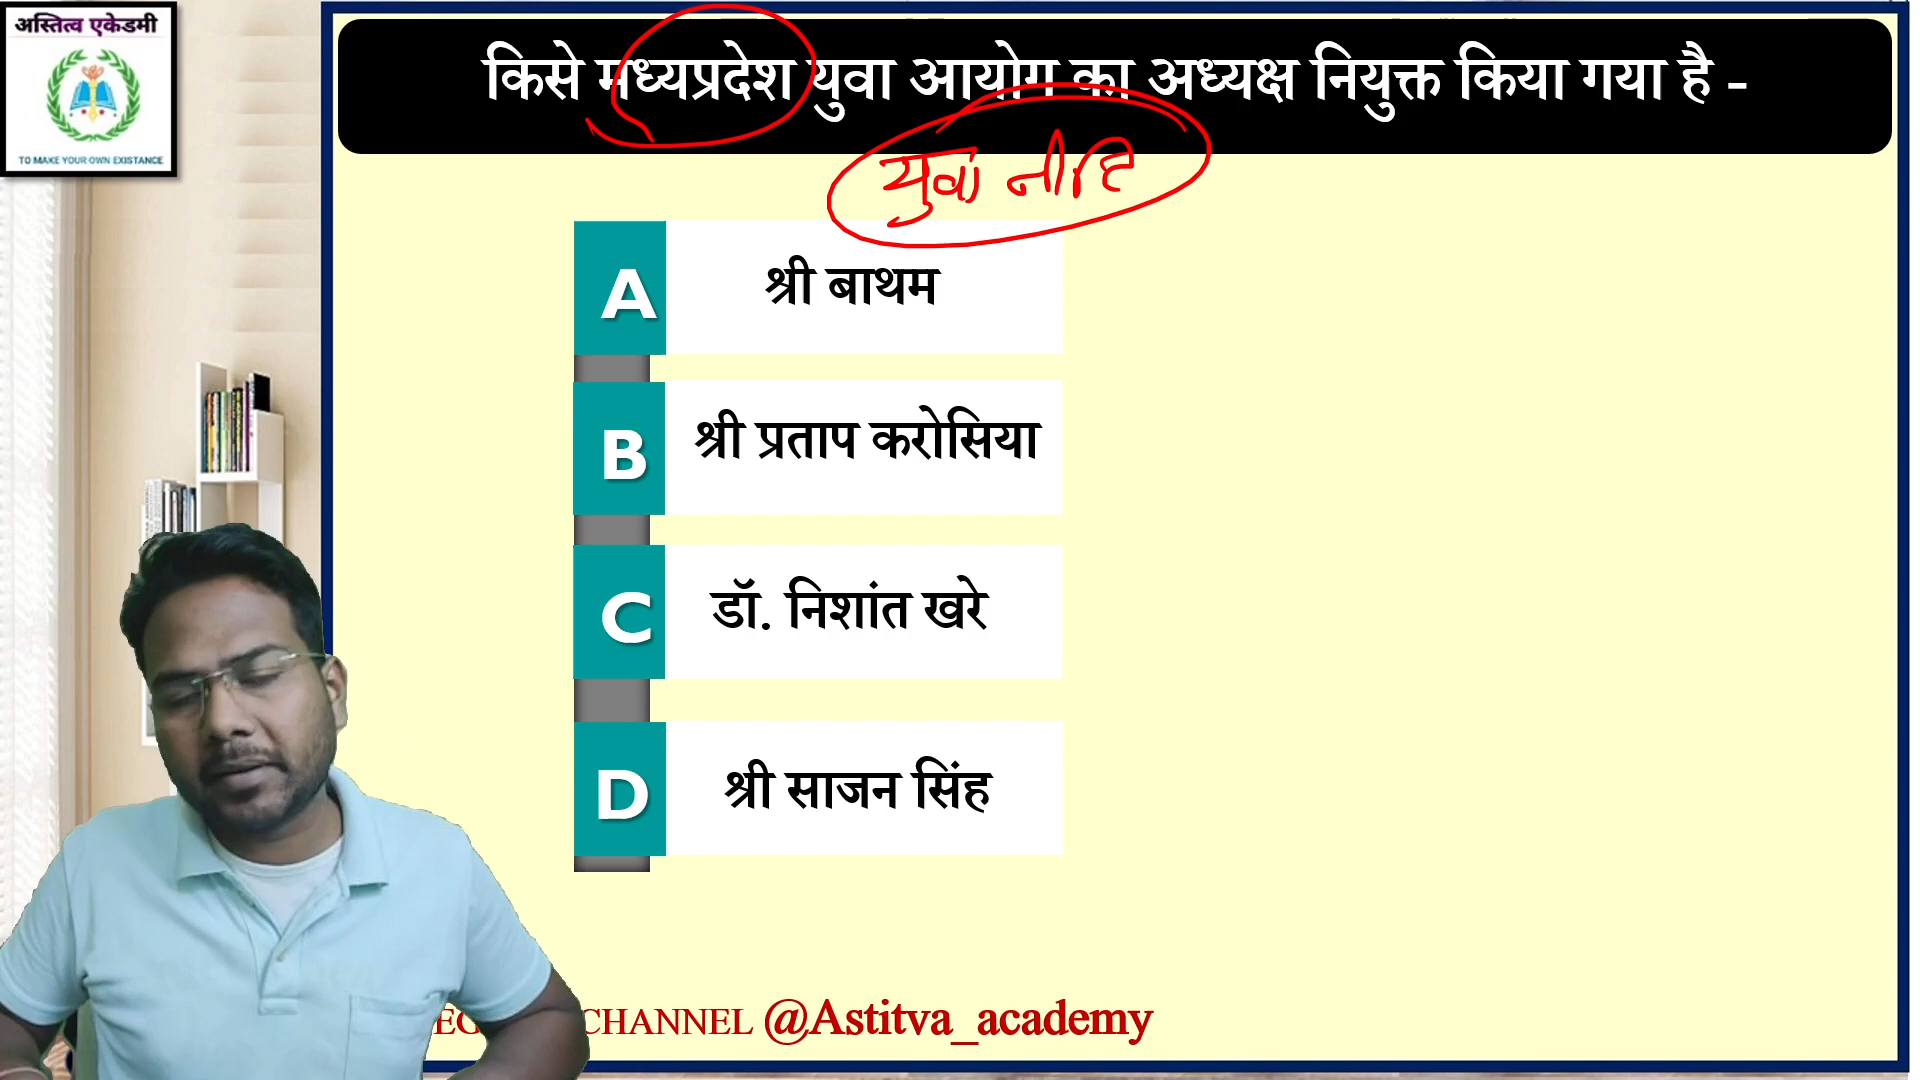 अस्तित्व एकेडमी
TO MAKE YOUR OWN EXISTANCE
किसे मध्यप्रदेश युवा आयोग का अध्यक्ष नियुक्त किया गया है -
युवा नीति
A श्री बाथम
B श्री प्रताप करोसिया
C डॉ. निशांत खरे
D श्री साजन सिंह
CHANNEL @Astitva_academy